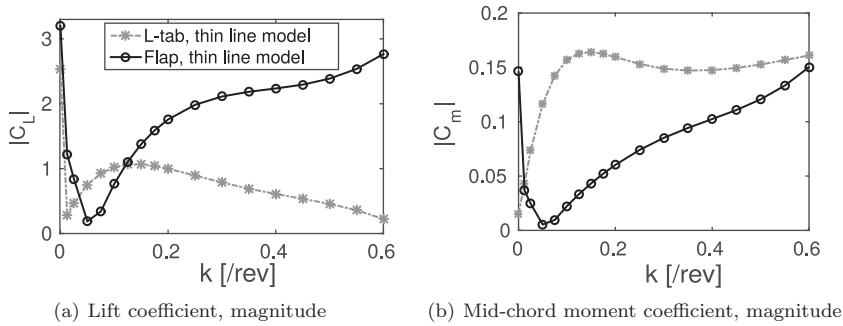 L-tab, thin line model
Flap, thin line model
|C_L|
3
2
1
0
0 0.2 0.4 0.6
k [/rev]
(a) Lift coefficient, magnitude
|C_m|
0.2
0.15
0.1
0.05
0
0 0.2 0.4 0.6
k [/rev]
(b) Mid-chord moment coefficient, magnitude